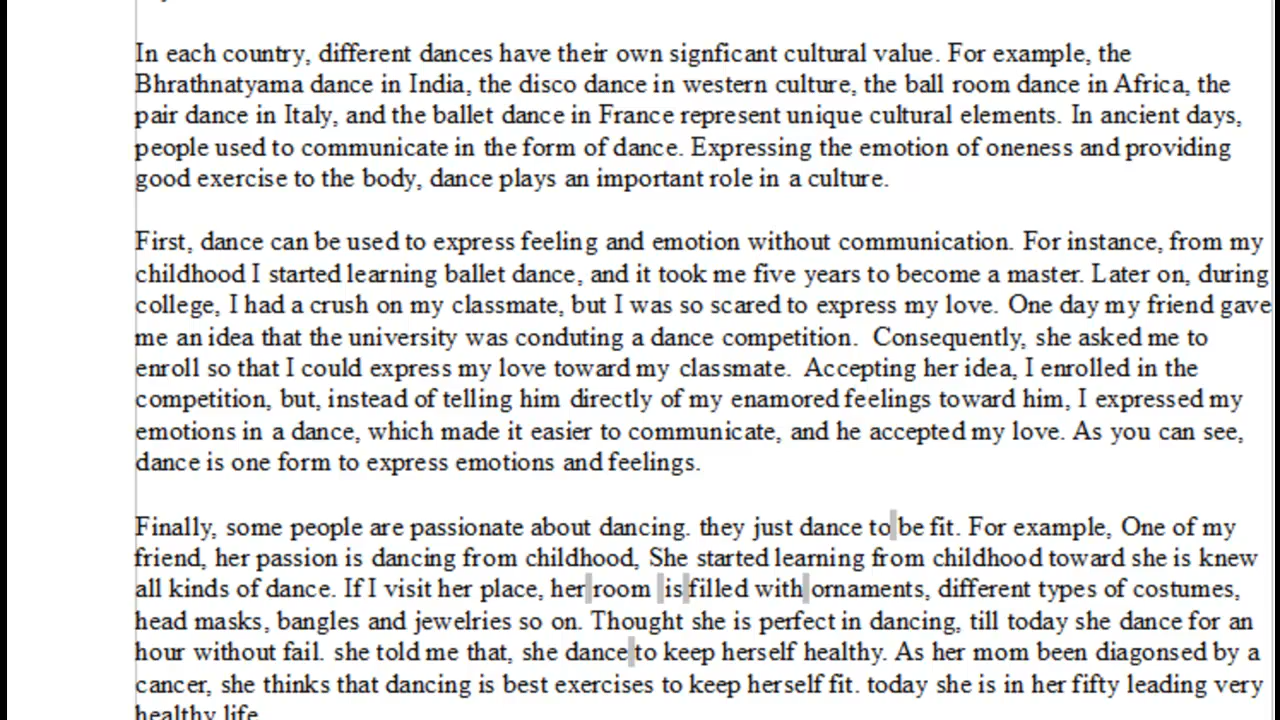 In each country, different dances have their own signficant cultural value. For example, the
Bhrathnatyama dance in India, the disco dance in western culture, the ball room dance in Africa, the
pair dance in Italy, and the ballet dance in France represent unique cultural elements. In ancient days,
people used to communicate in the form of dance. Expressing the emotion of oneness and providing
good exercise to the body, dance plays an important role in a culture.
First, dance can be used to express feeling and emotion without communication. For instance, from my
childhood I started learning ballet dance, and it took me five years to become a master. Later on, during
college, I had a crush on my classmate, but I was so scared to express my love. One day my friend gave
me an idea that the university was conduting a dance competition. Consequently, she asked me to
enroll so that I could express my love toward my classmate. Accepting her idea, I enrolled in the
competition, but, instead of telling him directly of my enamored feelings toward him, I expressed my
emotions in a dance, which made it easier to communicate, and he accepted my love. As you can see,
dance is one form to express emotions and feelings.
Finally, some people are passionate about dancing. they just dance to be fit. For example, One of my
friend, her passion is dancing from childhood, She started learning from childhood toward she is knew
all kinds of dance. If I visit her place, her room is filled with ornaments, different types of costumes,
head masks, bangles and jewelries so on. Thought she is perfect in dancing, till today she dance for an
hour without fail. she told me that, she dance to keep herself healthy. As her mom been diagonsed by a
cancer, she thinks that dancing is best exercises to keep herself fit. today she is in her fifty leading very
healthy life.